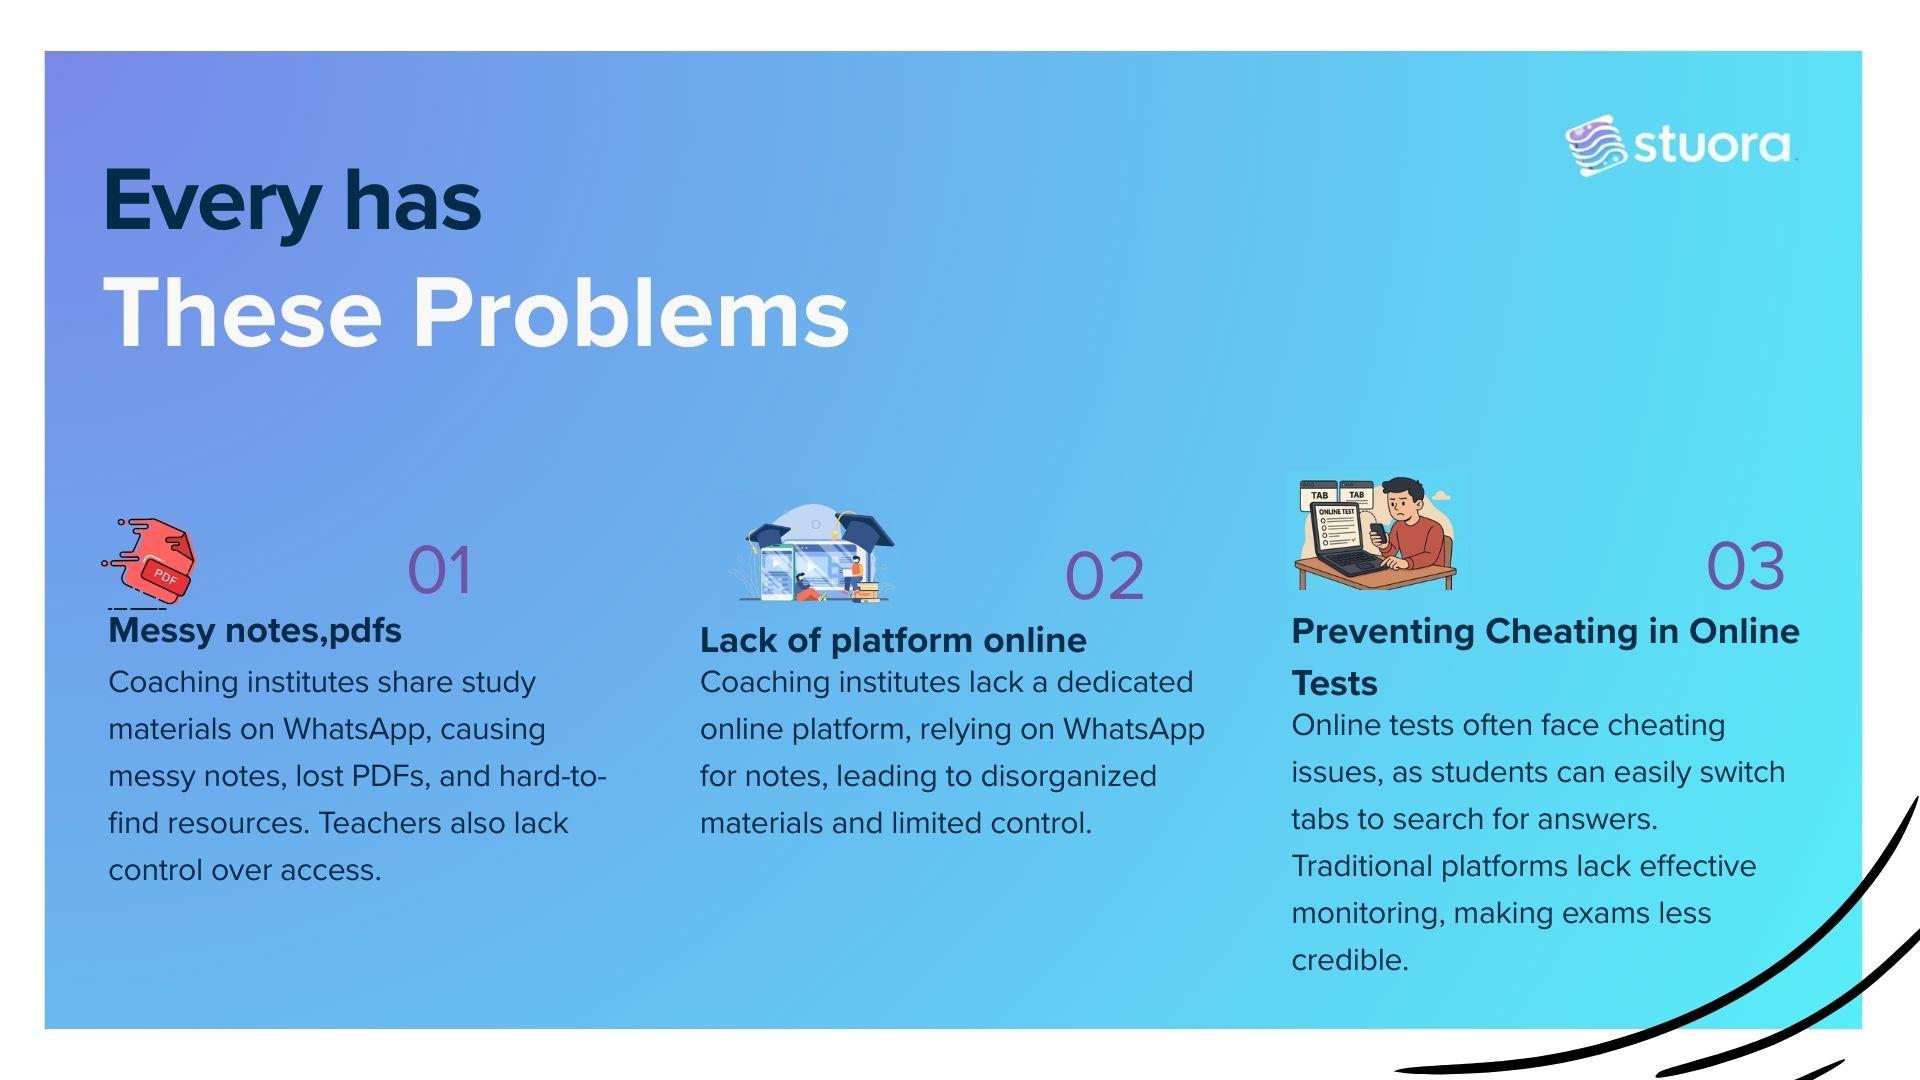 stuora
Every has
These Problems
PDF
01
Messy notes,pdfs
Coaching institutes share study
materials on WhatsApp, causing
messy notes, lost PDFs, and hard-to-
find resources. Teachers also lack
control over access.
02
Lack of platform online
Coaching institutes lack a dedicated
online platform, relying on WhatsApp
for notes, leading to disorganized
materials and limited control.
TAB
TAB
ONLINE TEST
03
Preventing Cheating in Online
Tests
Online tests often face cheating
issues, as students can easily switch
tabs to search for answers.
Traditional platforms lack effective
monitoring, making exams less
credible.